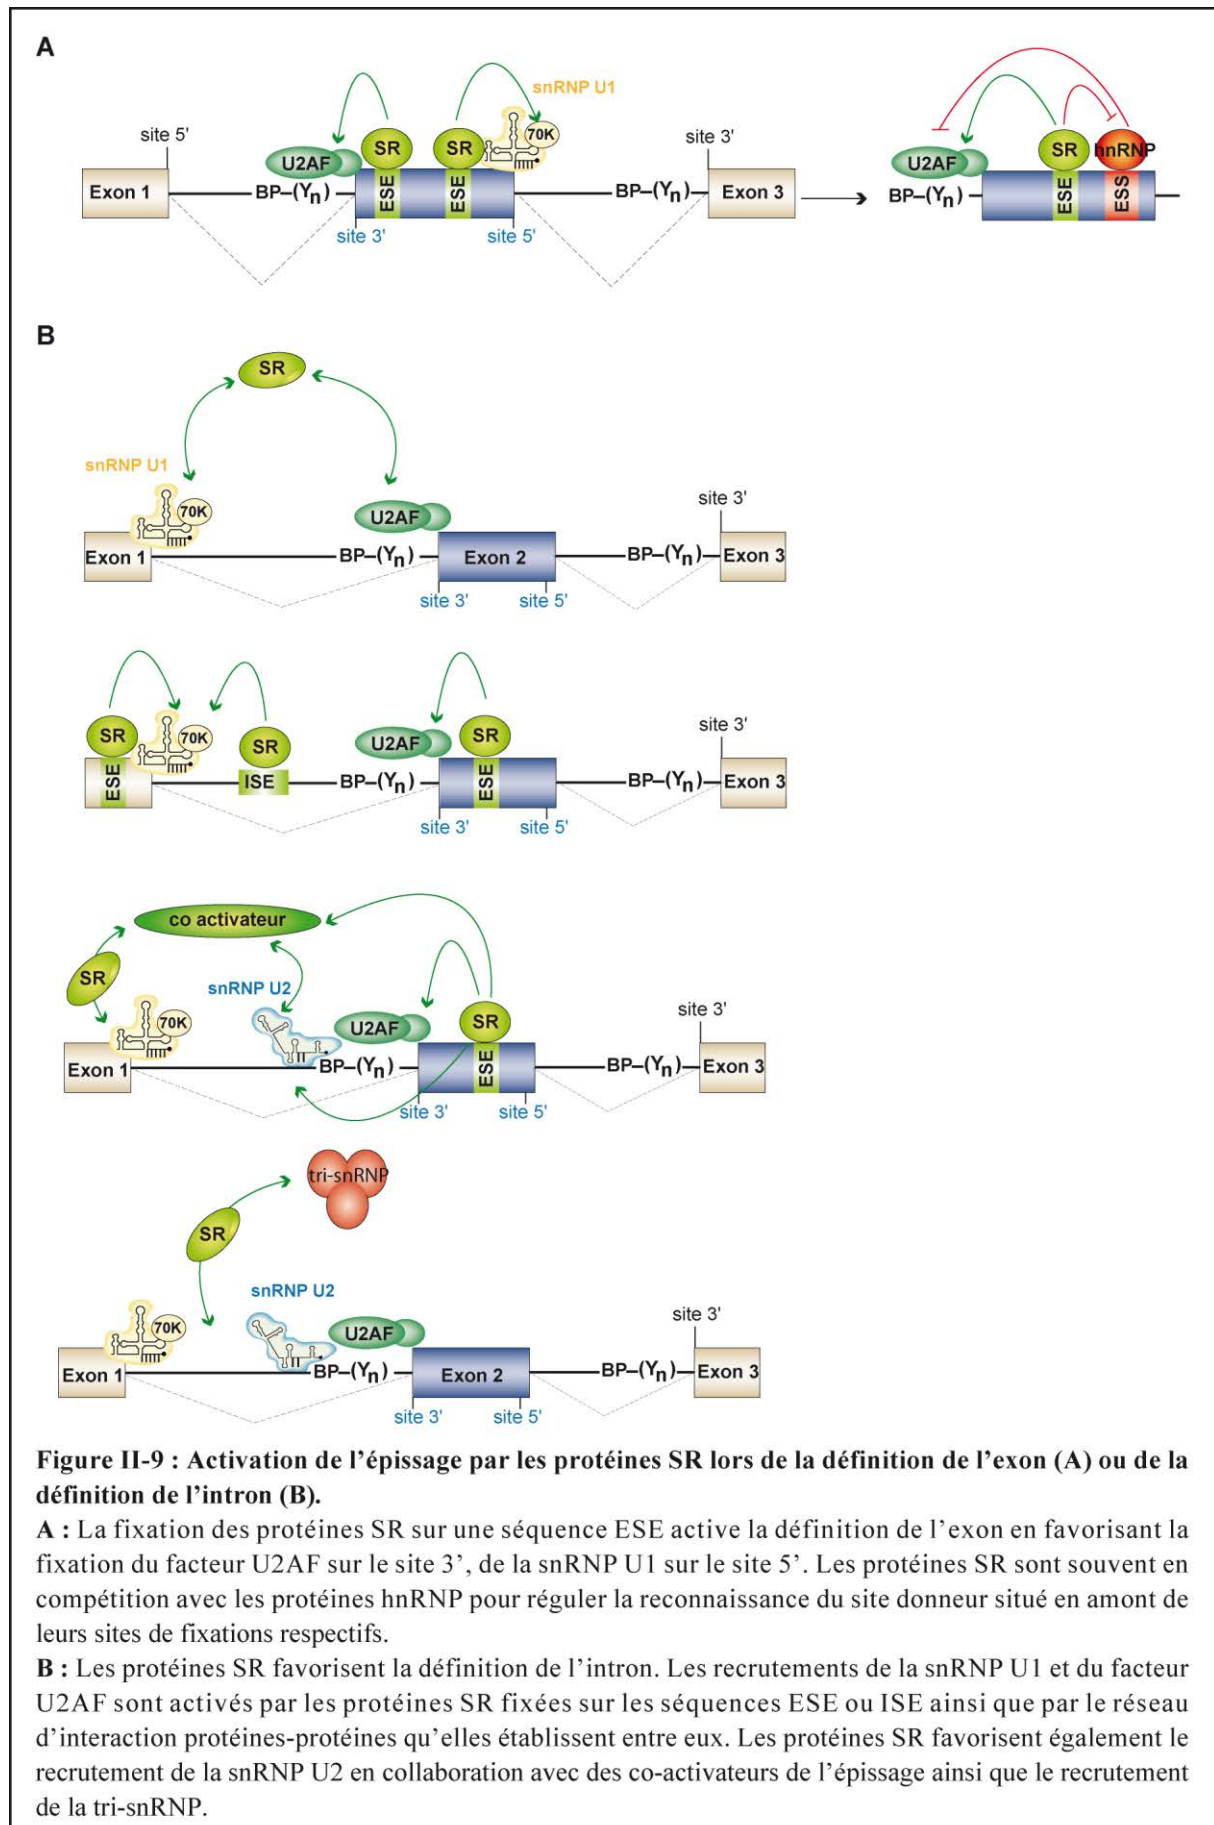 A
snRNP U1
site 5'
site 3'
70K
SR
SR
U2AF
U2AF
SR
hnRNP
Exon 1
BP–(Yn)
ESE
ESE
BP–(Yn)
Exon 3
BP–(Yn)
ESE
ESS
site 3'
site 5'
B
SR
snRNP U1
70K
U2AF
site 3'
Exon 1
BP–(Yn)
Exon 2
BP–(Yn)
Exon 3
site 3'
site 5'
SR
70K
SR
U2AF
SR
site 3'
ESE
ISE
BP–(Yn)
ESE
BP–(Yn)
Exon 3
site 3'
site 5'
co activateur
SR
snRNP U2
70K
U2AF
SR
site 3'
Exon 1
BP–(Yn)
ESE
BP–(Yn)
Exon 3
site 3'
site 5'
tri-snRNP
SR
snRNP U2
70K
U2AF
site 3'
Exon 1
BP–(Yn)
Exon 2
BP–(Yn)
Exon 3
site 3'
site 5'
Figure II-9 : Activation de l'épissage par les protéines SR lors de la définition de l'exon (A) ou de la
définition de l'intron (B).
A : La fixation des protéines SR sur une séquence ESE active la définition de l'exon en favorisant la
fixation du facteur U2AF sur le site 3', de la snRNP U1 sur le site 5'. Les protéines SR sont souvent en
compétition avec les protéines hnRNP pour réguler la reconnaissance du site donneur situé en amont de
leurs sites de fixations respectifs.
B : Les protéines SR favorisent la définition de l'intron. Les recrutements de la snRNP U1 et du facteur
U2AF sont activés par les protéines SR fixées sur les séquences ESE ou ISE ainsi que par le réseau
d'interaction protéines-protéines qu'elles établissent entre eux. Les protéines SR favorisent également le
recrutement de la snRNP U2 en collaboration avec des co-activateurs de l'épissage ainsi que le recrutement
de la tri-snRNP.